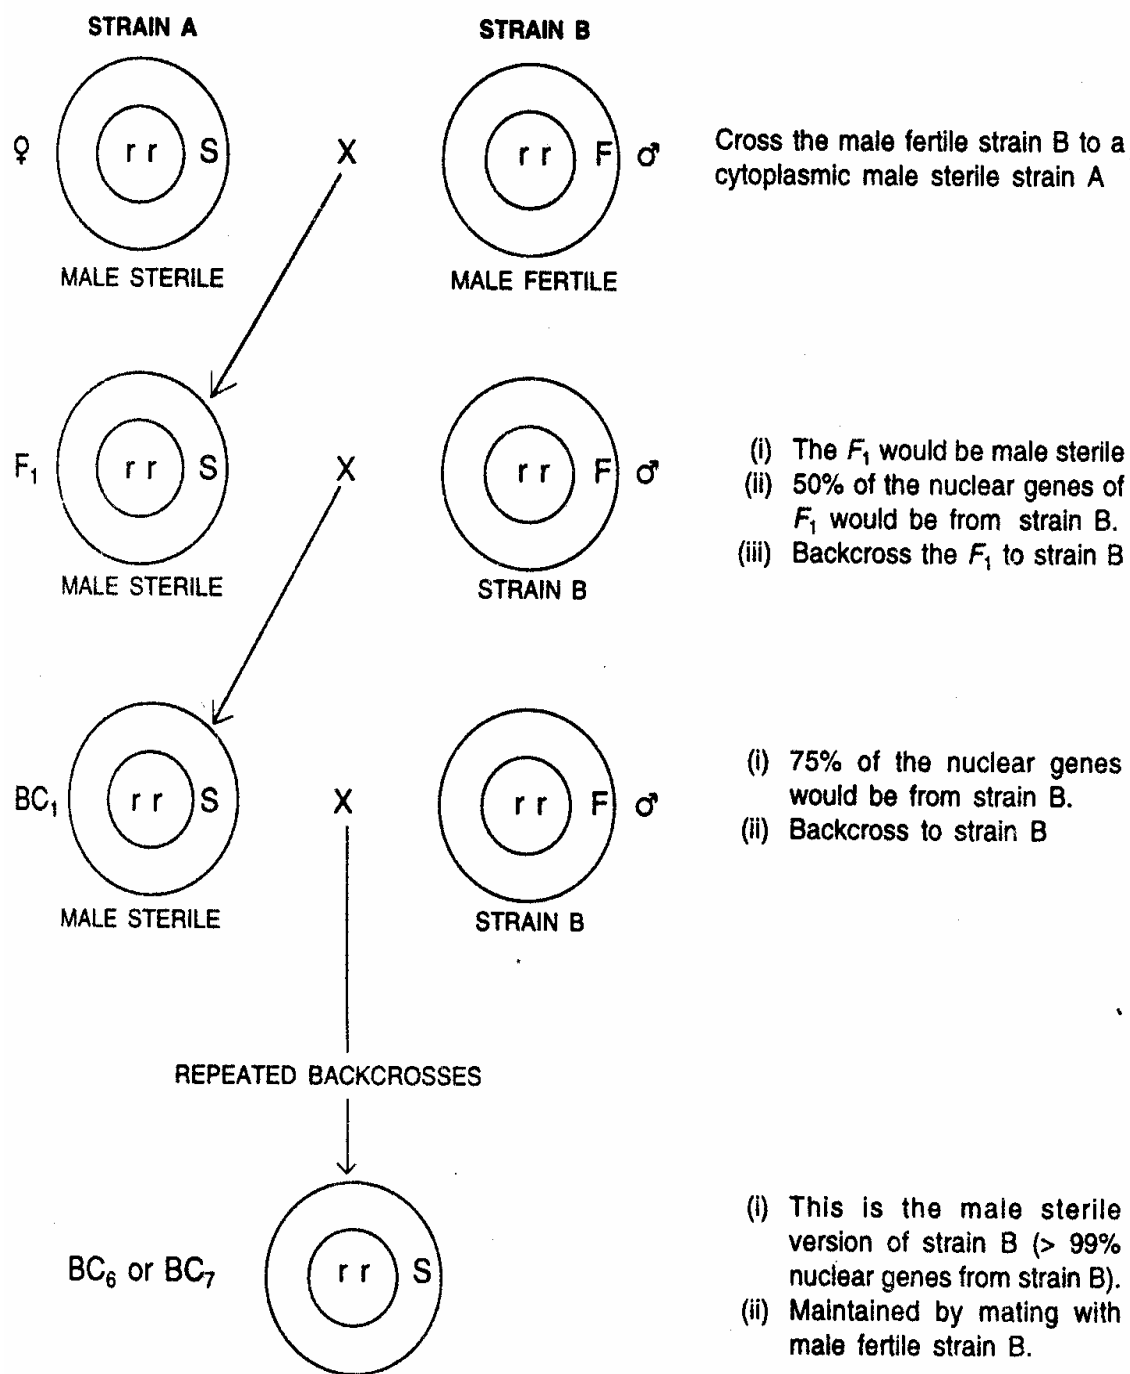 STRAIN A
STRAIN B
♀
r r S
X
r r F ♂
Cross the male fertile strain B to a
cytoplasmic male sterile strain A
MALE STERILE
MALE FERTILE
F₁
r r S
X
r r F ♂
(i) The F₁ would be male sterile
(ii) 50% of the nuclear genes of
F₁ would be from strain B.
(iii) Backcross the F₁ to strain B
MALE STERILE
STRAIN B
BC₁
r r S
X
r r F ♂
(i) 75% of the nuclear genes
would be from strain B.
(ii) Backcross to strain B
MALE STERILE
STRAIN B
REPEATED BACKCROSSES
BC₆ or BC₇
r r S
(i) This is the male sterile
version of strain B (> 99%
nuclear genes from strain B).
(ii) Maintained by mating with
male fertile strain B.